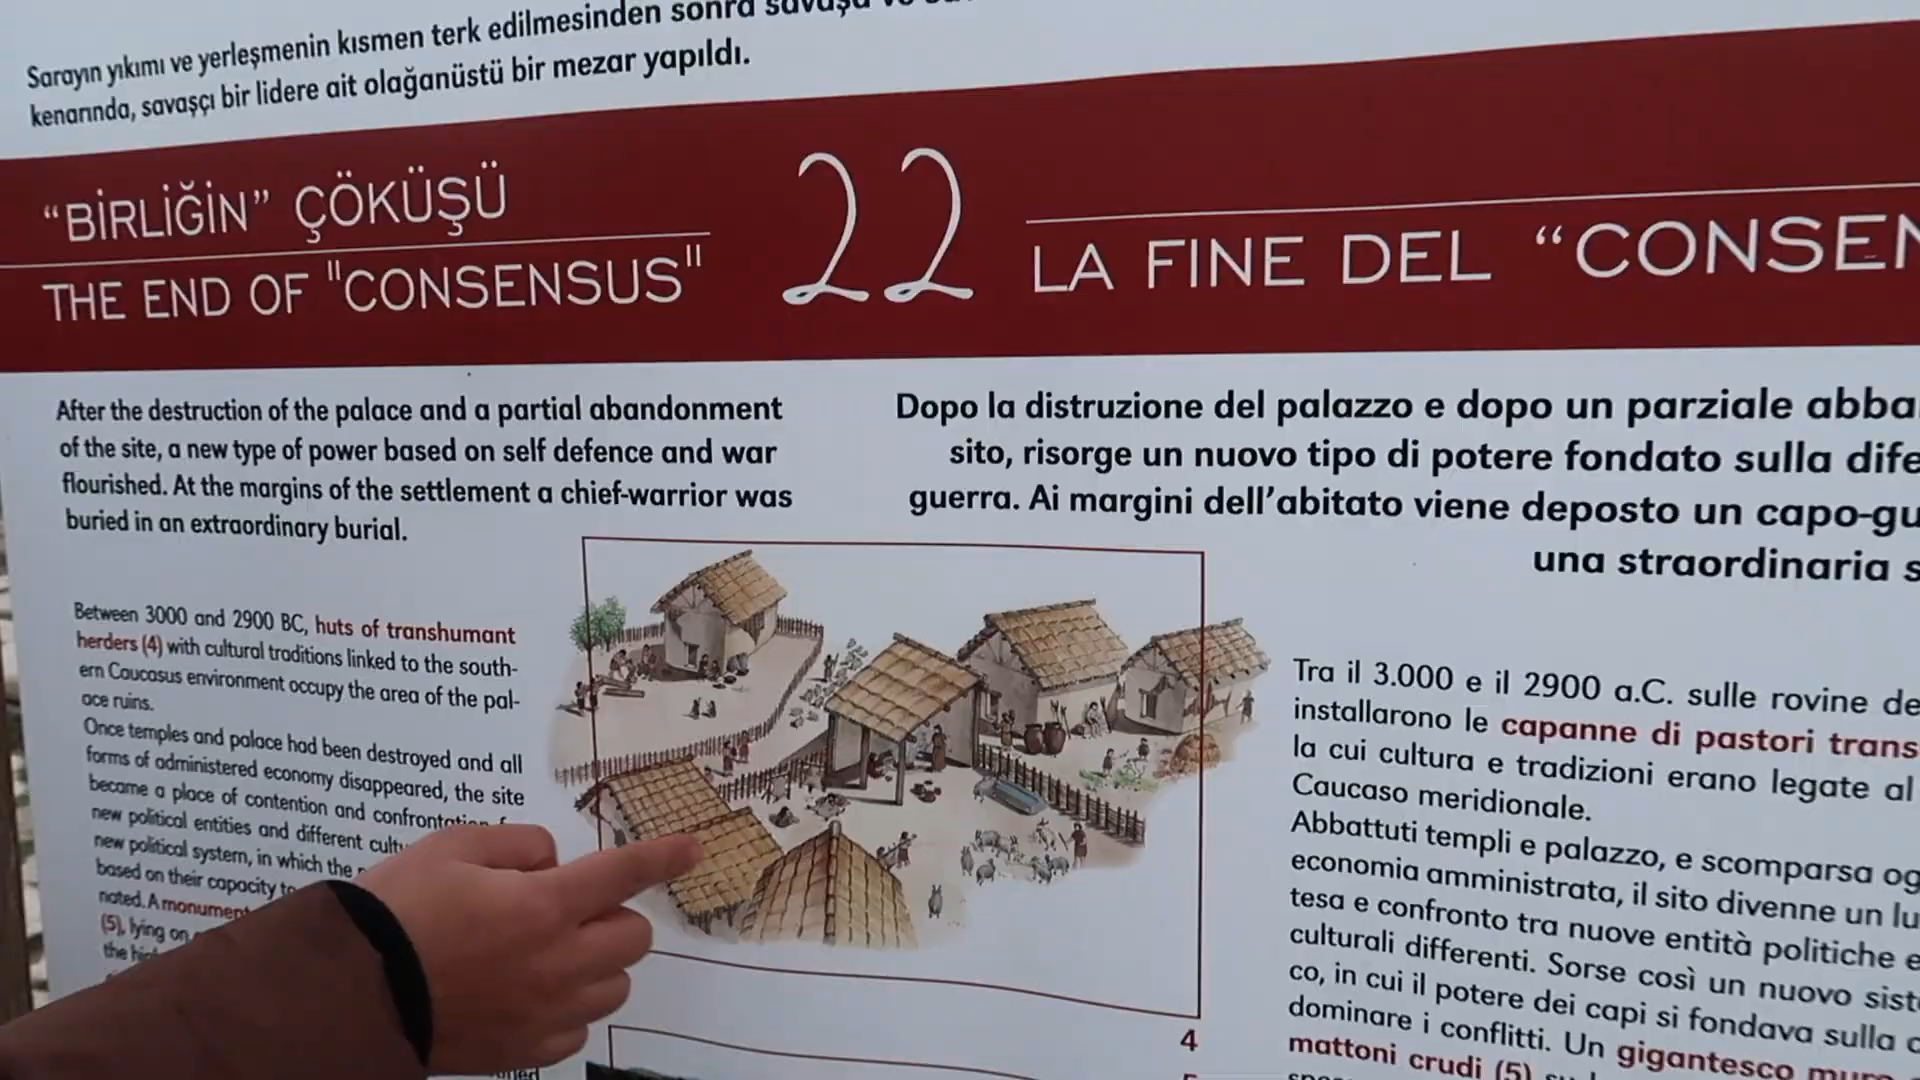 Sarayın yıkımı ve yerleşmenin kısmen terk edilmesinden sonra savaşa ve
kenarında, savaşçı bir lidere ait olağanüstü bir mezar yapıldı.
"BİRLİĞİN" ÇÖKÜŞÜ
THE END OF "CONSENSUS"
22
LA FINE DEL "CONSEN
After the destruction of the palace and a partial abandonment
of the site, a new type of power based on self defence and war
flourished. At the margins of the settlement a chief-warrior was
buried in an extraordinary burial.
Dopo la distruzione del palazzo e dopo un parziale abba
sito, risorge un nuovo tipo di potere fondato sulla dife
guerra. Ai margini dell'abitato viene deposto un capo-gu
una straordinaria s
Between 3000 and 2900 BC, huts of transhumant
herders (4) with cultural traditions linked to the south-
ern Caucasus environment occupy the area of the pal-
ace ruins.
Once temples and palace had been destroyed and all
forms of administered economy disappeared, the site
became a place of contention and confrontation
new political entities and different cultu
new political system, in which the
based on their capacity to
nated. A monument
(5), lying on
the
4
Tra il 3.000 e il 2900 a.C. sulle rovine de
installarono le capanne di pastori trans
la cui cultura e tradizioni erano legate al
Caucaso meridionale.
Abbattuti templi e palazzo, e scomparsa og
economia amministrata, il sito divenne un lu
tesa e confronto tra nuove entità politiche e
culturali differenti. Sorse così un nuovo sist
co, in cui il potere dei capi si fondava sulla c
dominare i conflitti. Un gigantesco muro
mattoni crudi (5) su